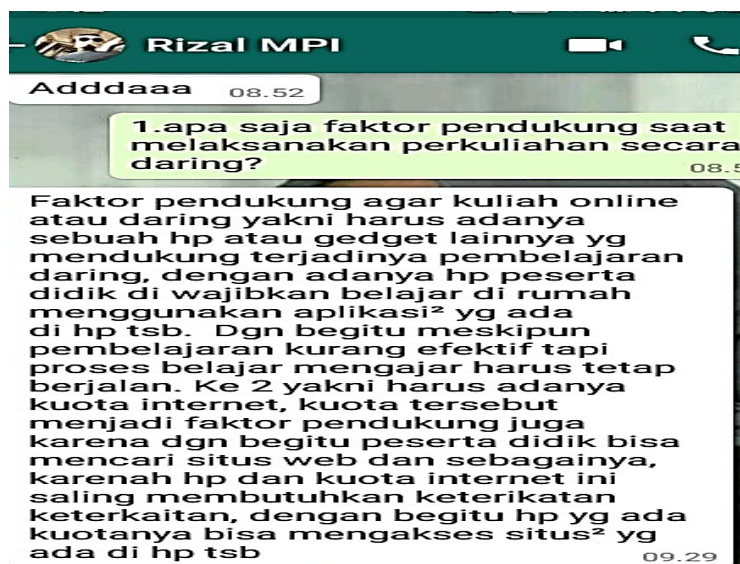 Rizal MPI
Adddaaa 08.52
1.apa saja faktor pendukung saat
melaksanakan perkuliahan secara
daring?
Faktor pendukung agar kuliah online
atau daring yakni harus adanya
sebuah hp atau gedget lainnya yg
mendukung terjadinya pembelajaran
daring, dengan adanya hp peserta
didik di wajibkan belajar di rumah
menggunakan aplikasi² yg ada
di hp tsb. Dgn begitu meskipun
pembelajaran kurang efektif tapi
proses belajar mengajar harus tetap
berjalan. Ke 2 yakni harus adanya
kuota internet, kuota tersebut
menjadi faktor pendukung juga
karena dgn begitu peserta didik bisa
mencari situs web dan sebagainya,
karenah hp dan kuota internet ini
saling membutuhkan keterikatan
keterkaitan, dengan begitu hp yg ada
kuotanya bisa mengakses situs² yg
ada di hp tsb 09.29